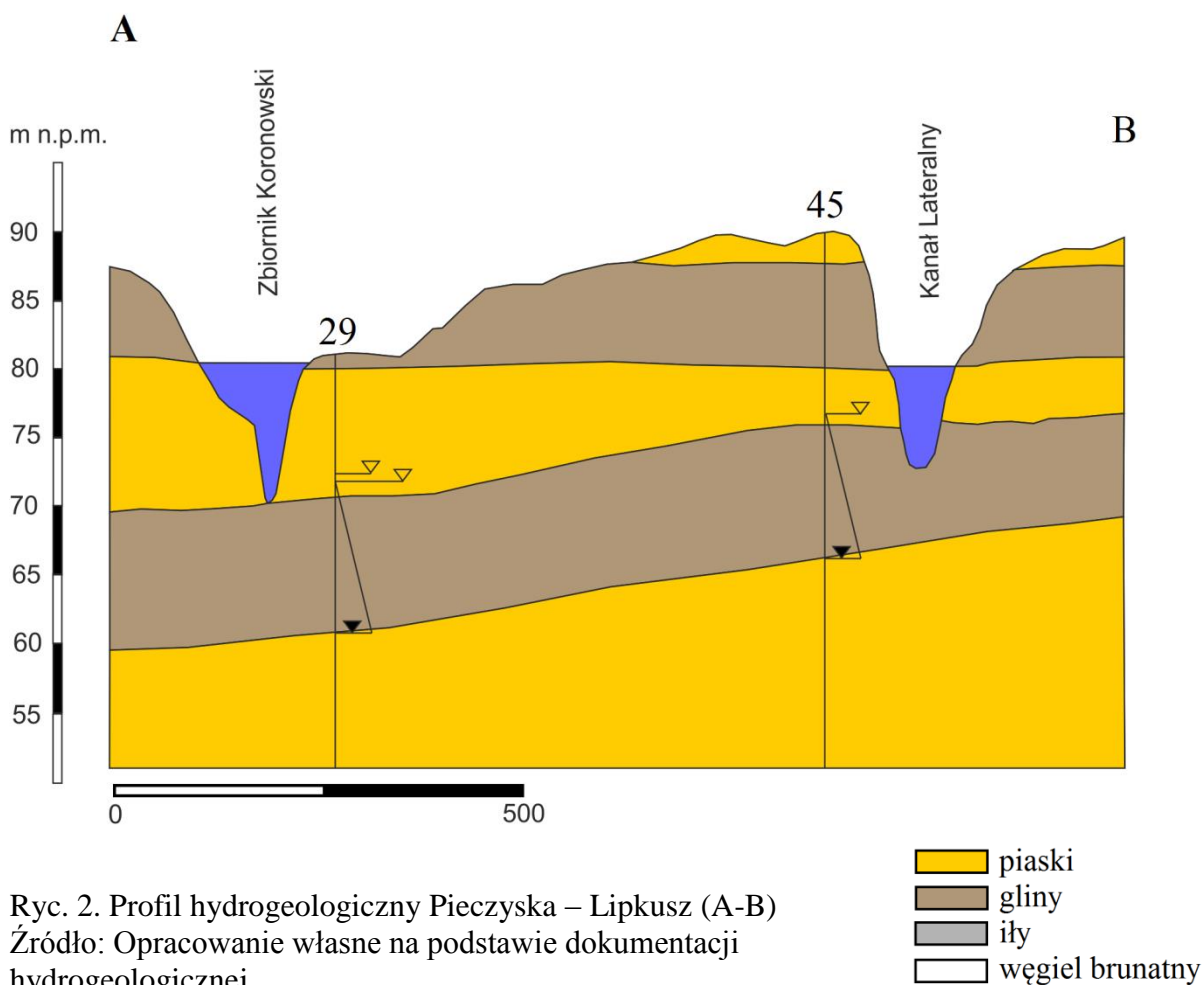 A
Zbiornik Koronowski
Kanał Lateralny
m n.p.m.
B
45
90
85
29
80
75
70
65
60
55
0
500
piaski
gliny
iły
węgiel brunatny
Ryc. 2. Profil hydrogeologiczny Pieczyska – Lipkusz (A-B)
Źródło: Opracowanie własne na podstawie dokumentacji
hydrogeologicznej